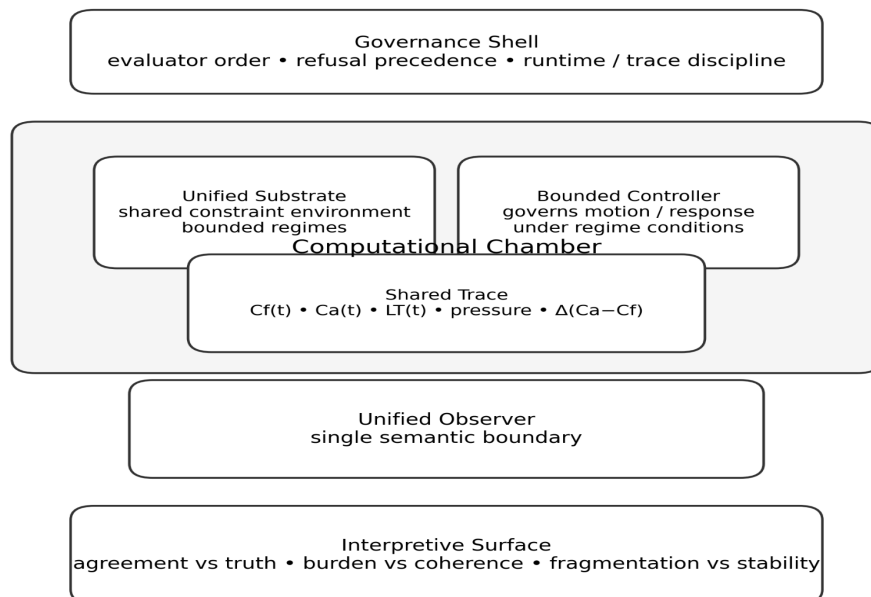 Governance Shell
evaluator order • refusal precedence • runtime / trace discipline
Unified Substrate
shared constraint environment
bounded regimes
Bounded Controller
governs motion / response
under regime conditions
Computational Chamber
Shared Trace
Cf(t) • Ca(t) • LT(t) • pressure • Δ(Ca−Cf)
Unified Observer
single semantic boundary
Interpretive Surface
agreement vs truth • burden vs coherence • fragmentation vs stability